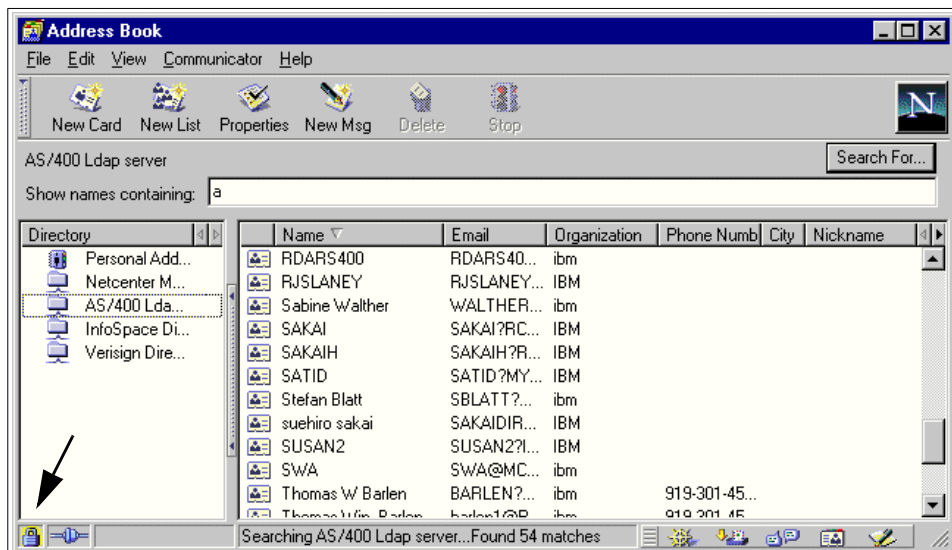 Address Book
File Edit View Communicator Help
N
New Card New List Properties New Msg Delete Stop
AS/400 Ldap server
Search For...
Show names containing: a
Directory
Personal Add...
Netcenter M...
AS/400 Lda...
InfoSpace Di...
Verisign Dire...
Name Email Organization Phone Numb City Nickname
RDARS400 RDARS40... ibm
RJSLANEY RJSLANEY... IBM
Sabine Walther WALTHER... ibm
SAKAI SAKAI?RC... IBM
SAKAIH SAKAIH?R... IBM
SATID SATID?MY... IBM
Stefan Blatt SBLATT?... ibm
suehiro sakai SAKAIDIR... IBM
SUSAN2 SUSAN2?I... IBM
SWA SWA@MC... ibm
Thomas W Barlen BARLEN?... ibm 919-301-45...
Searching AS/400 Ldap server...Found 54 matches